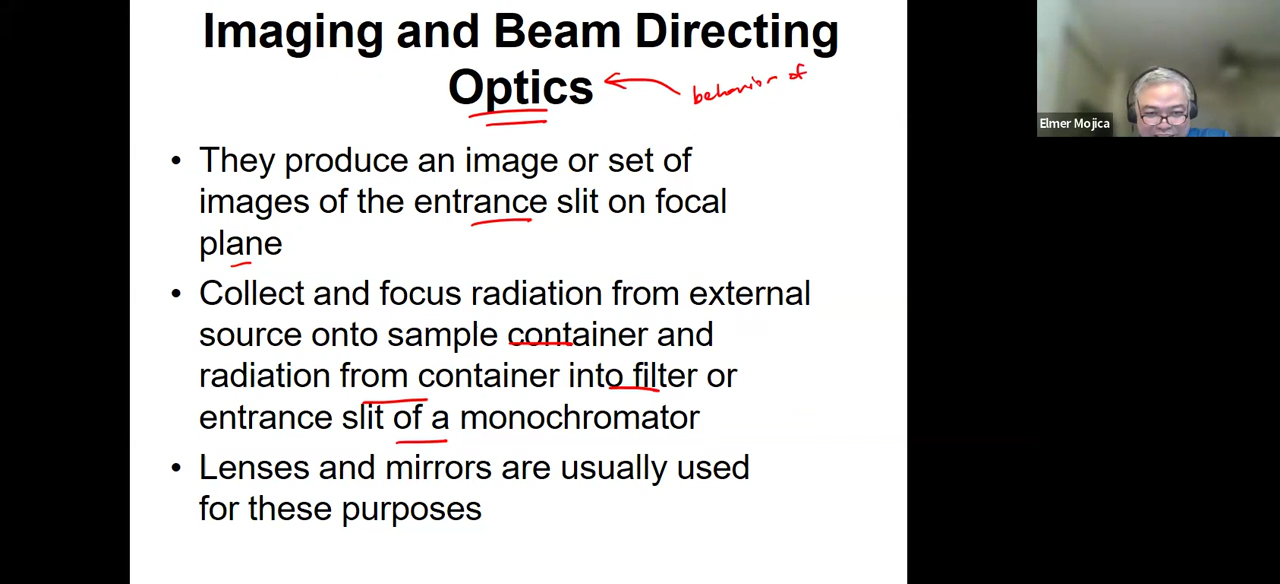 Imaging and Beam Directing
Optics
behavior of
Elmer Mojica
• They produce an image or set of
images of the entrance slit on focal
plane
• Collect and focus radiation from external
source onto sample container and
radiation from container into filter or
entrance slit of a monochromator
• Lenses and mirrors are usually used
for these purposes